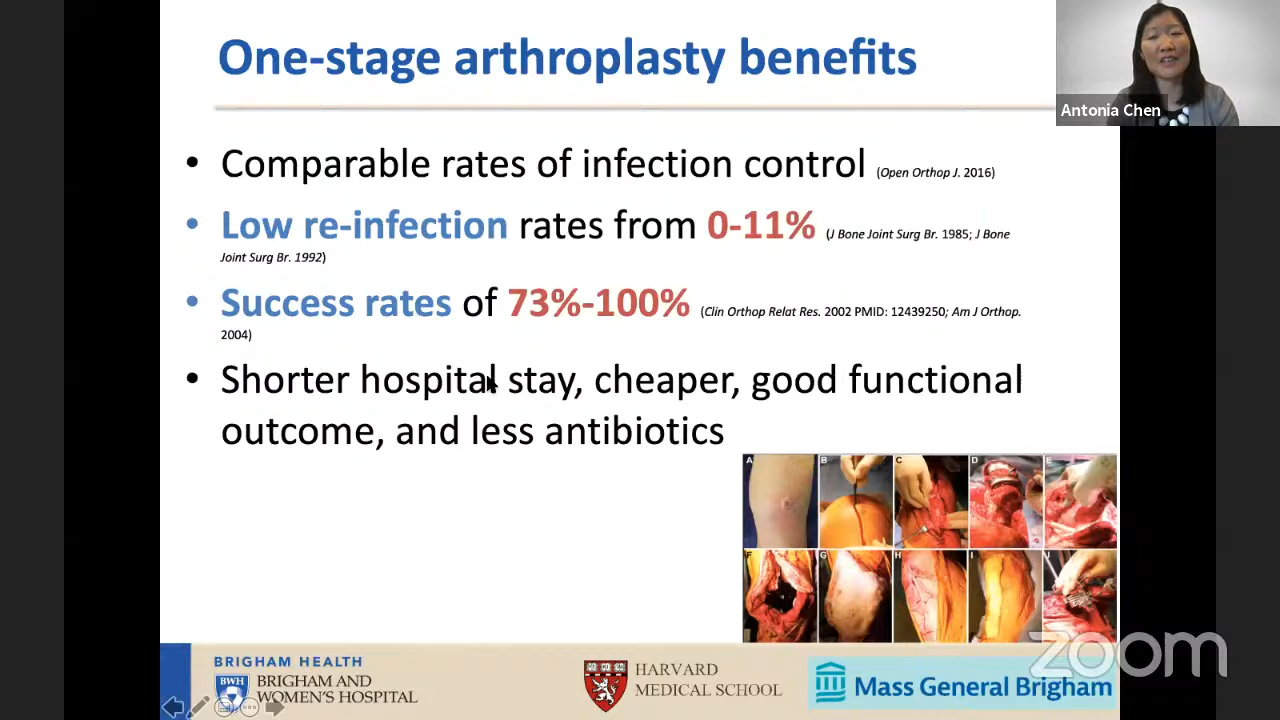 One-stage arthroplasty benefits
Antonia Chen
• Comparable rates of infection control (Open Orthop J. 2016)
• Low re-infection rates from 0-11% (J Bone Joint Surg Br. 1985; J Bone
Joint Surg Br. 1992)
• Success rates of 73%-100% (Clin Orthop Relat Res. 2002 PMID: 12439250; Am J Orthop.
2004)
• Shorter hospital stay, cheaper, good functional
outcome, and less antibiotics
A B C D E
F G H I J
zoom
BRIGHAM HEALTH
BWH
BRIGHAM AND
WOMEN'S HOSPITAL
HARVARD
MEDICAL SCHOOL
Mass General Brigham